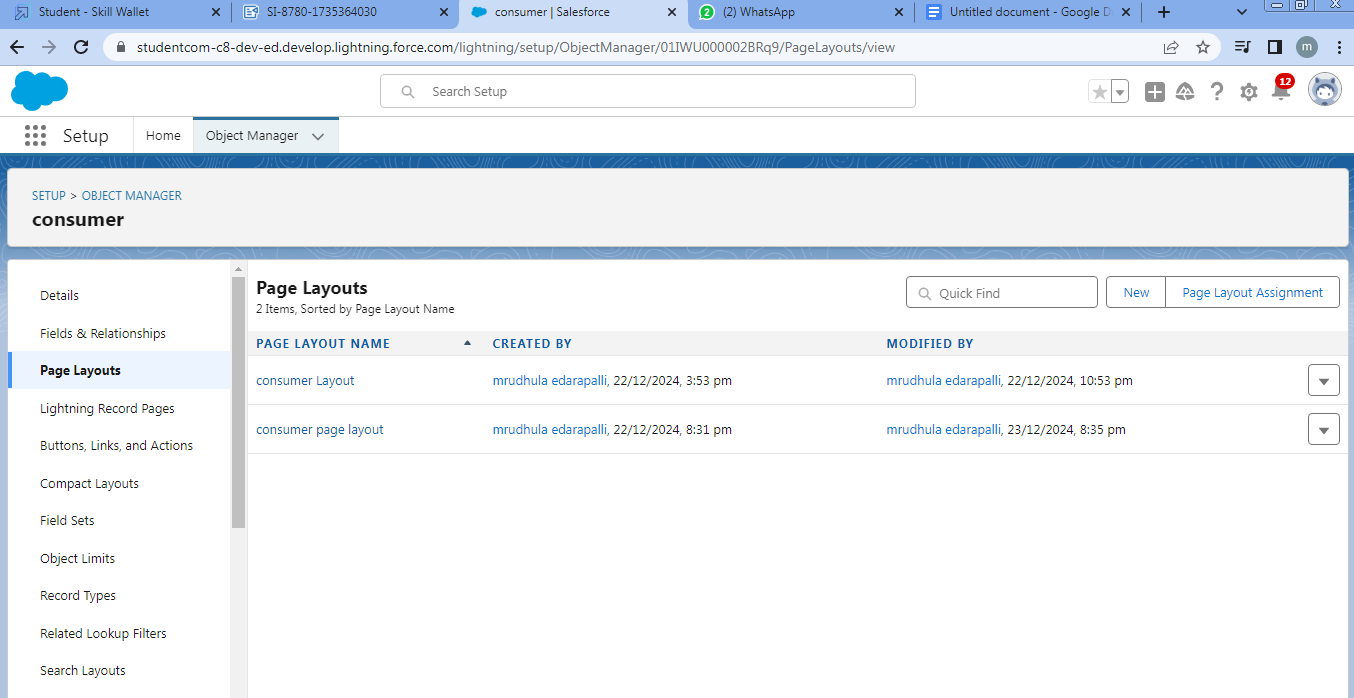 Student - Skill Wallet
SI-8780-1735364030
consumer | Salesforce
2 (2) WhatsApp
Untitled document - Google D
studentcom-c8-dev-ed.develop.lightning.force.com/lightning/setup/ObjectManager/01IWU000002BRq9/PageLayouts/view
m
Search Setup
12
Setup
Home
Object Manager
SETUP > OBJECT MANAGER
consumer
Details
Fields & Relationships
Page Layouts
Lightning Record Pages
Buttons, Links, and Actions
Compact Layouts
Field Sets
Object Limits
Record Types
Related Lookup Filters
Search Layouts
Page Layouts
2 Items, Sorted by Page Layout Name
Quick Find
New
Page Layout Assignment
PAGE LAYOUT NAME CREATED BY MODIFIED BY
consumer Layout mrudhula edarapalli, 22/12/2024, 3:53 pm mrudhula edarapalli, 22/12/2024, 10:53 pm
consumer page layout mrudhula edarapalli, 22/12/2024, 8:31 pm mrudhula edarapalli, 23/12/2024, 8:35 pm